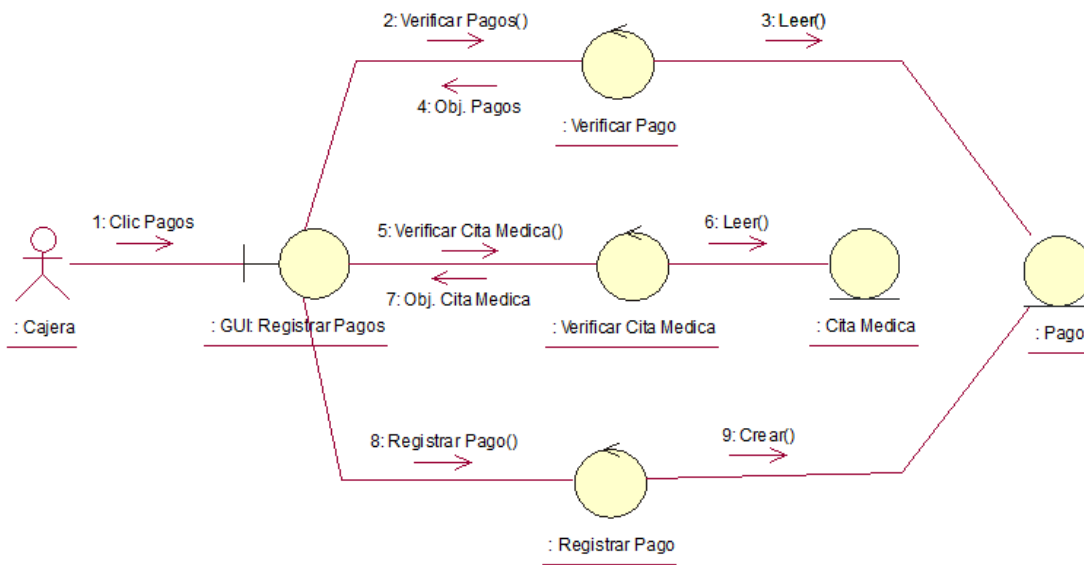 2: Verificar Pagos()
3: Leer()
4: Obj. Pagos
: Verificar Pago
1: Clic Pagos
5: Verificar Cita Medica()
6: Leer()
7: Obj. Cita Medica
: Cajera
: GUI: Registrar Pagos
: Verificar Cita Medica
: Cita Medica
: Pago
8: Registrar Pago()
9: Crear()
: Registrar Pago